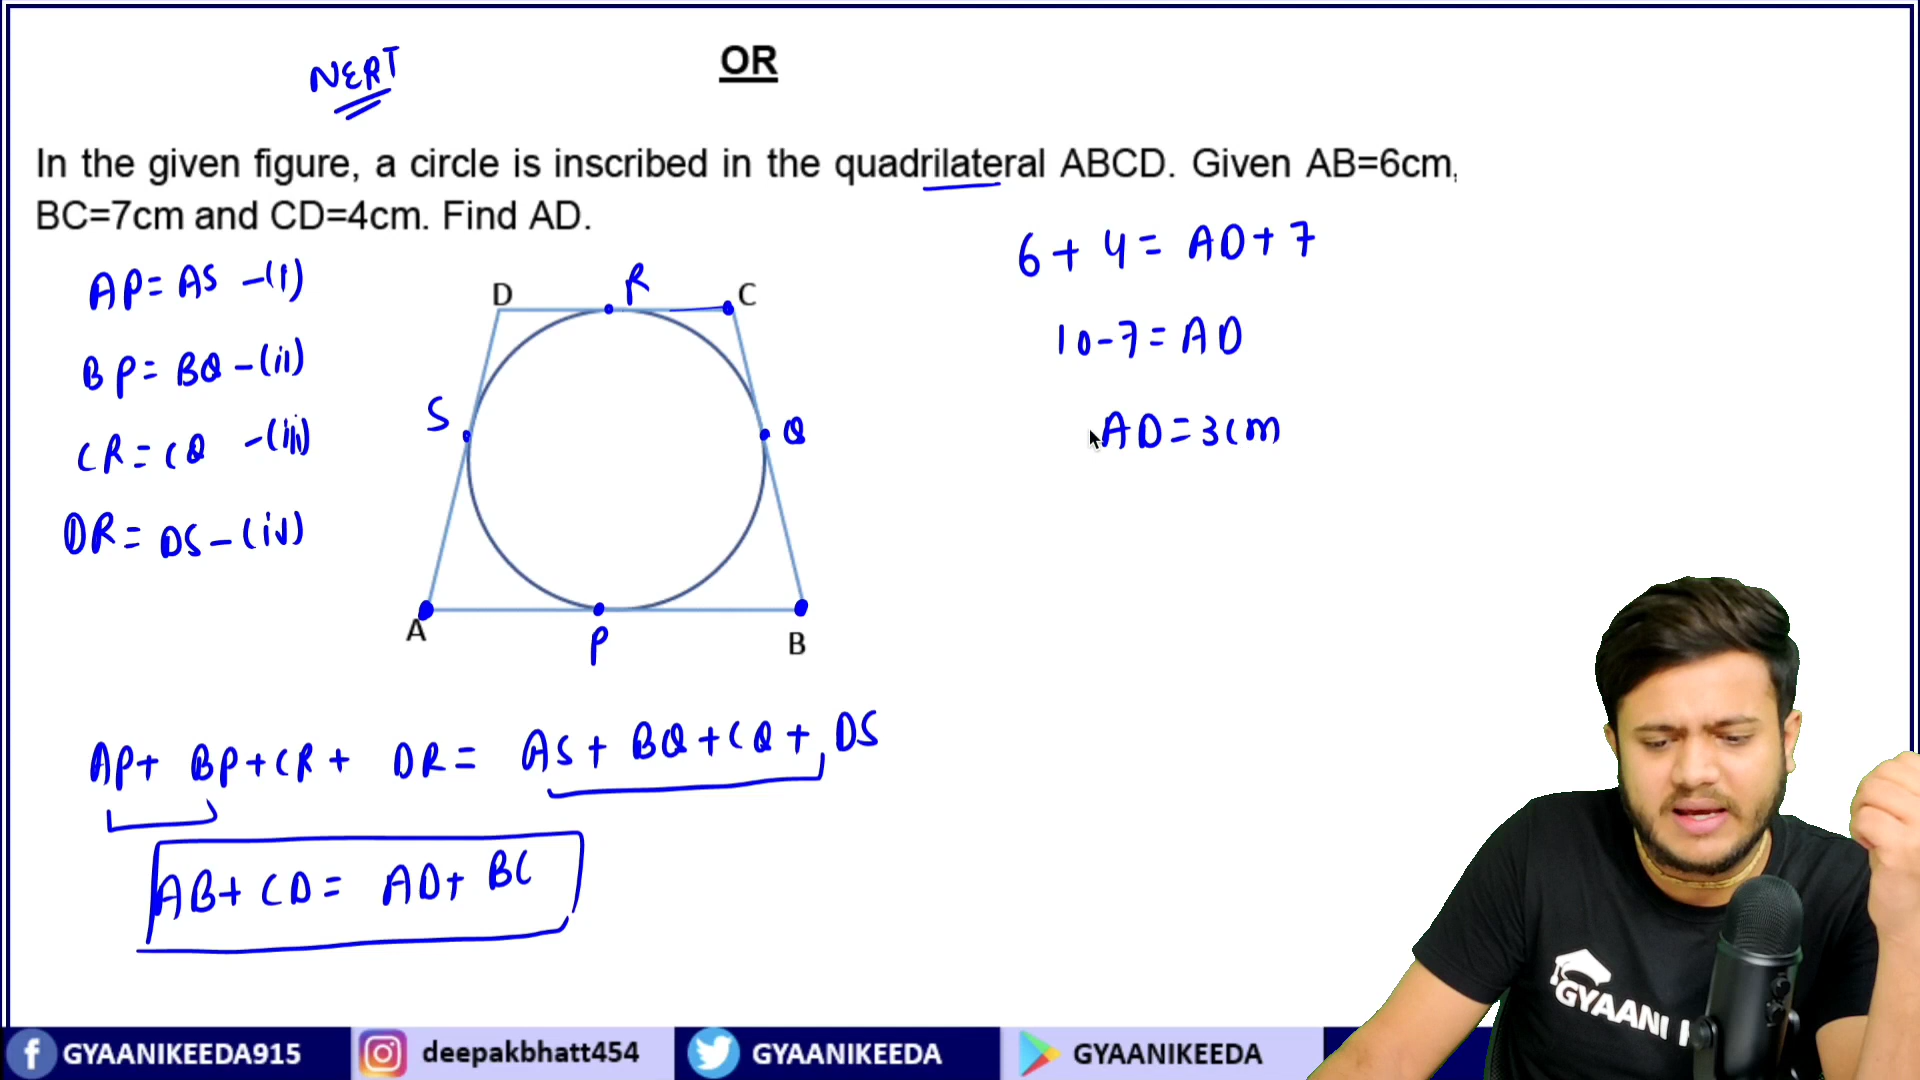 NERT
OR
In the given figure, a circle is inscribed in the quadrilateral ABCD. Given AB=6cm,
BC=7cm and CD=4cm. Find AD.
AP=AS -(i)
BP=BQ-(ii)
CR=CQ -(iii)
DR=DS-(iv)
D
R
C
S
Q
A
P
B
6+4=AD+7
10-7=AD
AD=3cm
AP+BP+CR+DR=AS+BQ+CQ+DS
AB+CD=AD+BC
GYAANI
GYAANIKEEDA915
deepakbhatt454
GYAANIKEEDA
GYAANIKEEDA